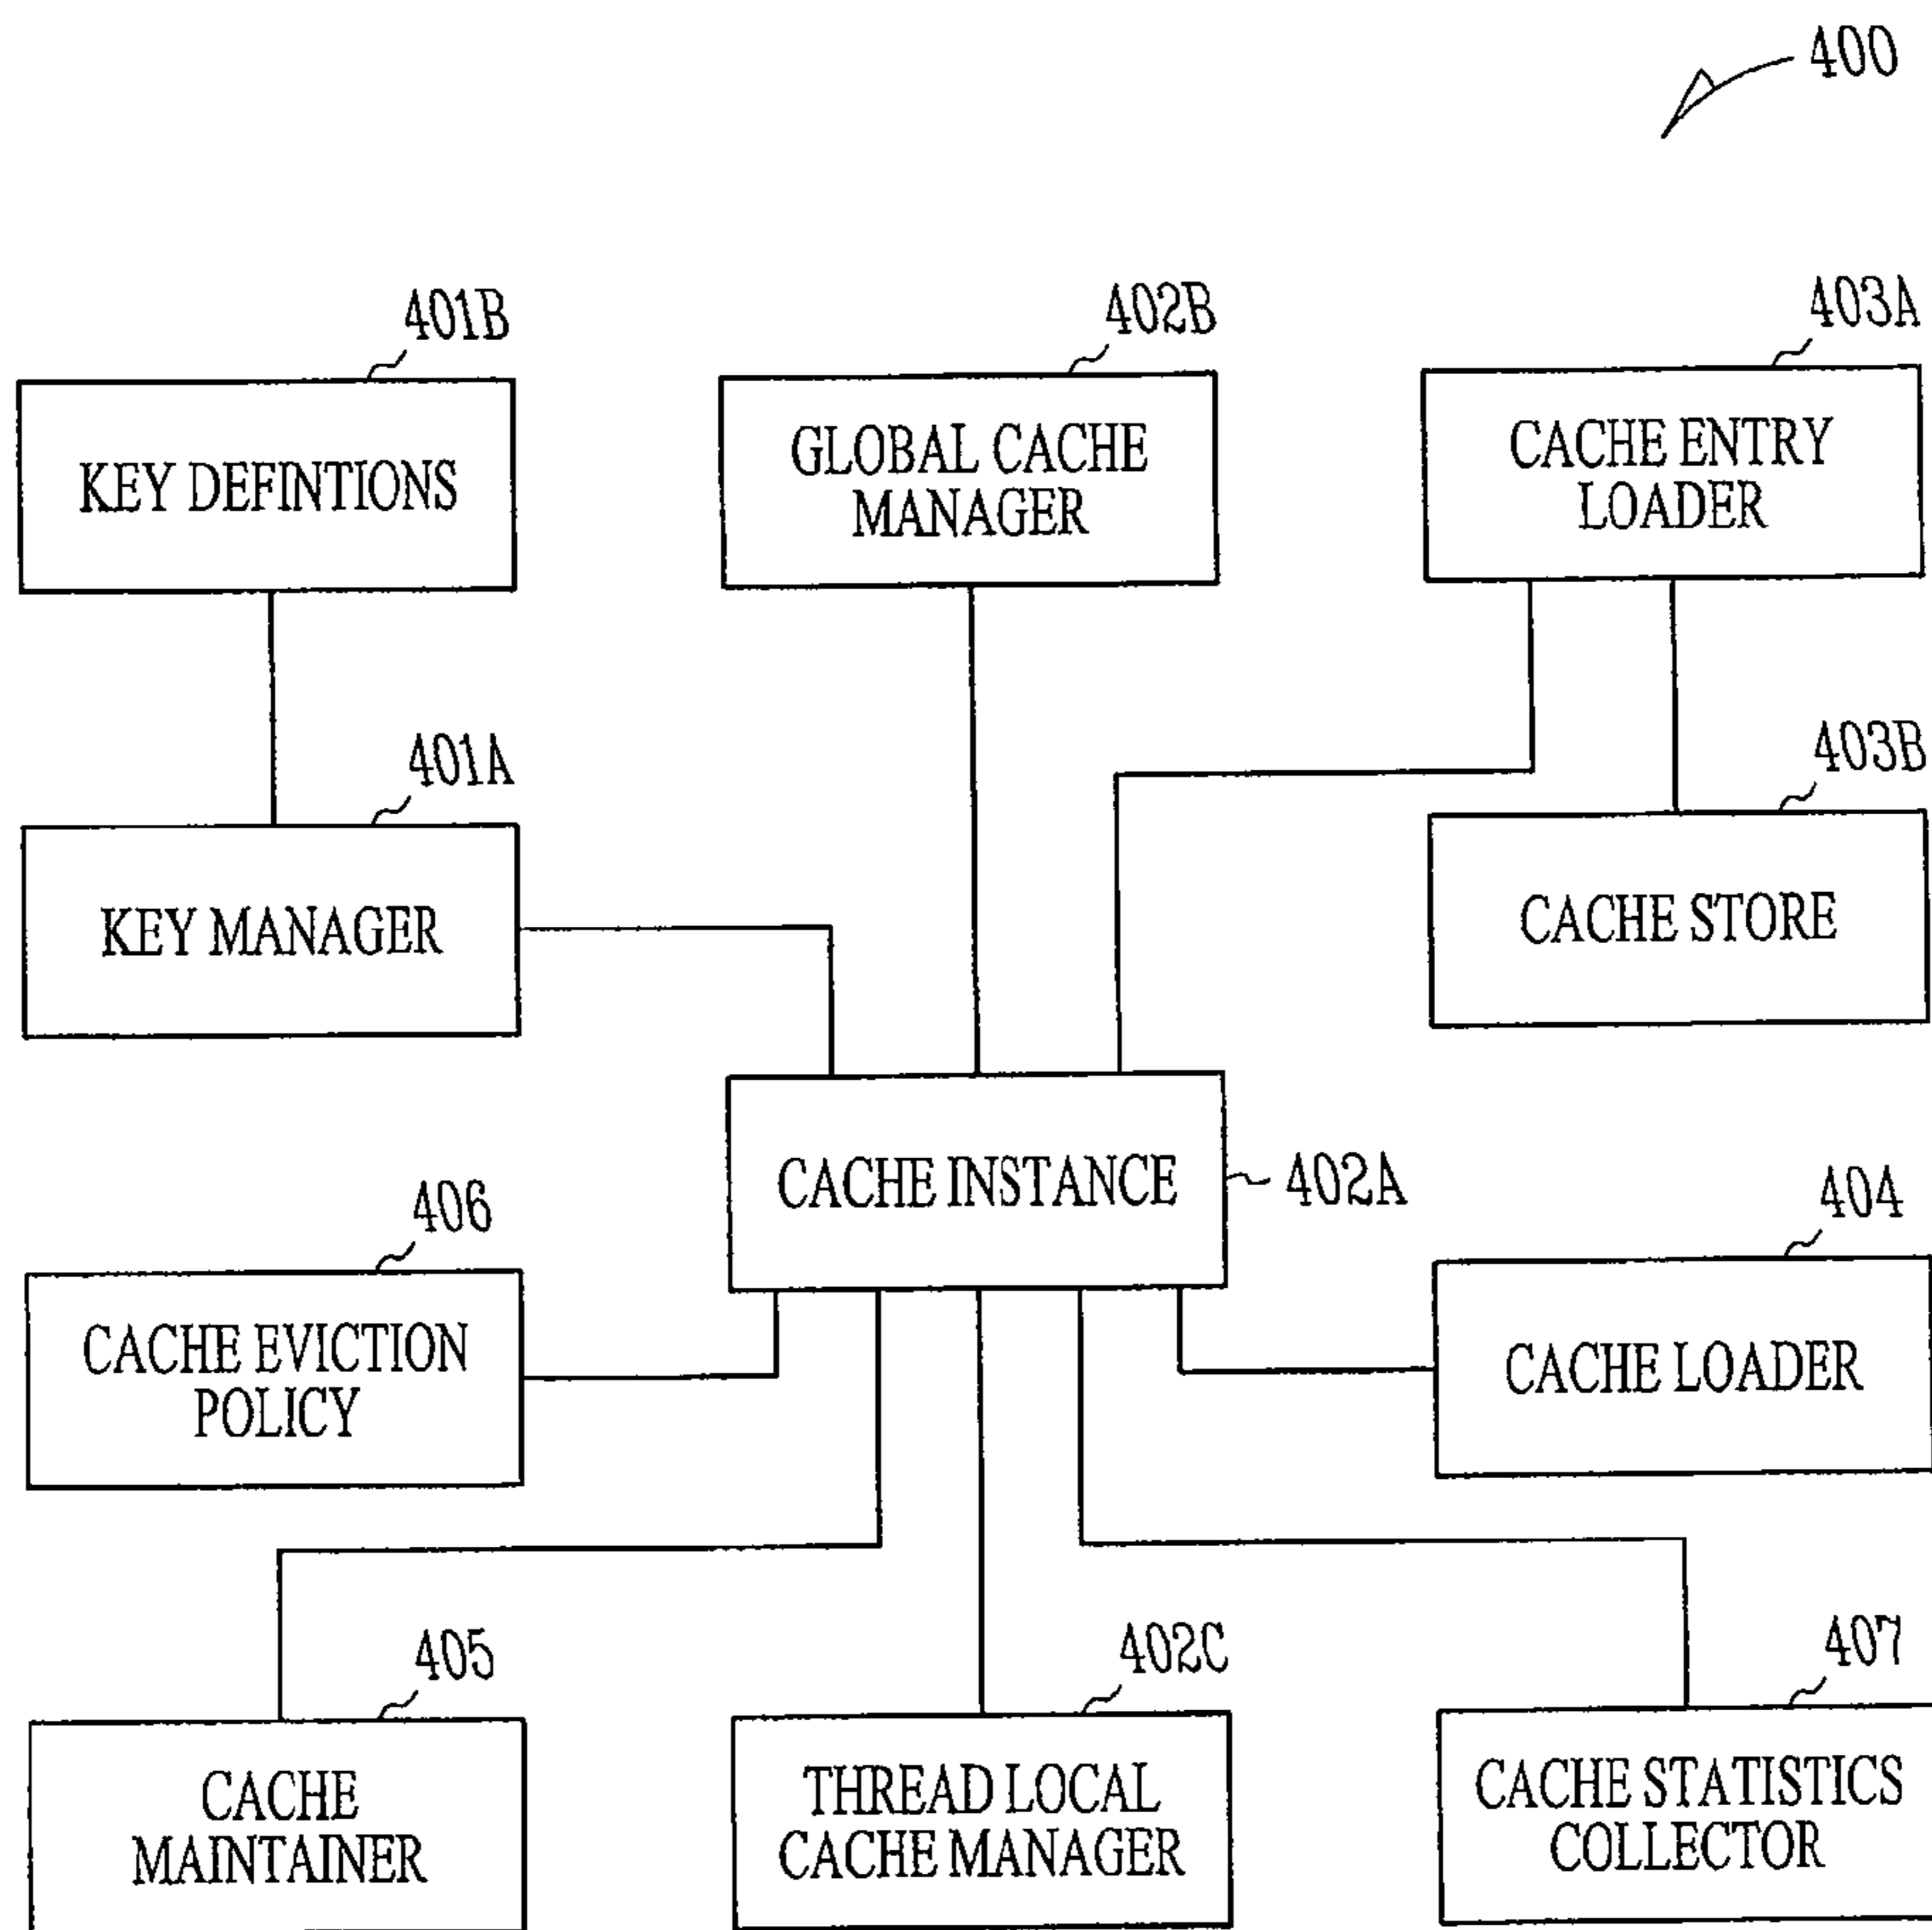 400
401B
402B
403A
KEY DEFINTIONS
GLOBAL CACHE
MANAGER
CACHE ENTRY
LOADER
401A
403B
KEY MANAGER
CACHE STORE
CACHE INSTANCE
402A
406
404
CACHE EVICTION
POLICY
CACHE LOADER
405
402C
407
CACHE
MAINTAINER
THREAD LOCAL
CACHE MANAGER
CACHE STATISTICS
COLLECTOR